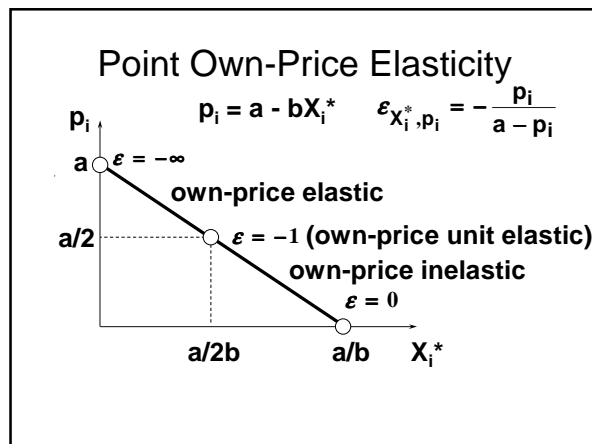 Point Own-Price Elasticity
pᵢ = a - bXᵢ* ε_{Xᵢ*,pᵢ} = − pᵢ / (a − pᵢ)
pᵢ
a ε = −∞
own-price elastic
a/2 ε = −1 (own-price unit elastic)
own-price inelastic
ε = 0
a/2b a/b Xᵢ*